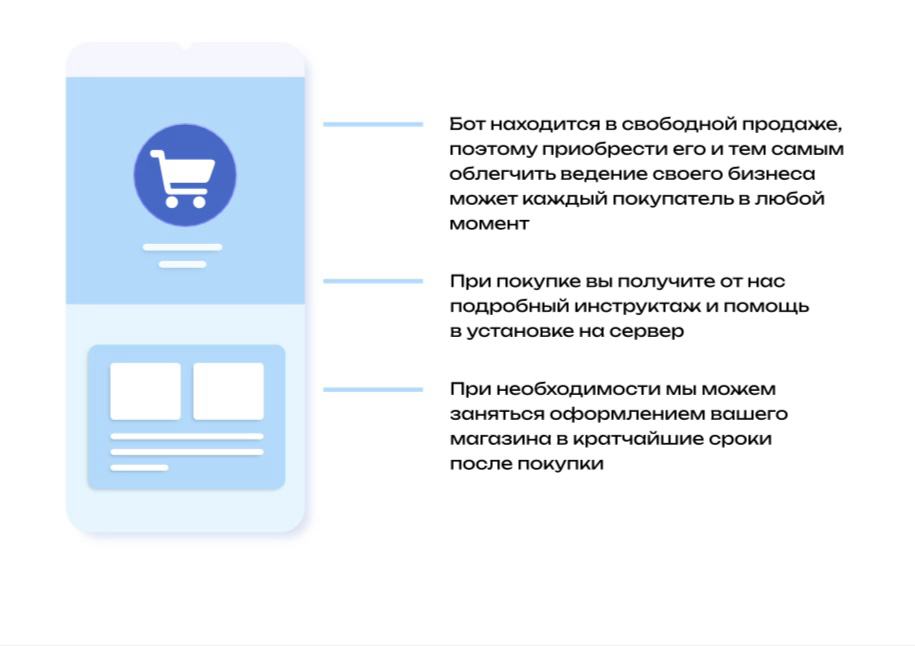 Бот находится в свободной продаже,
поэтому приобрести его и тем самым
облегчить ведение своего бизнеса
может каждый покупатель в любой
момент
При покупке вы получите от нас
подробный инструктаж и помощь
в установке на сервер
При необходимости мы можем
заняться оформлением вашего
магазина в кратчайшие сроки
после покупки